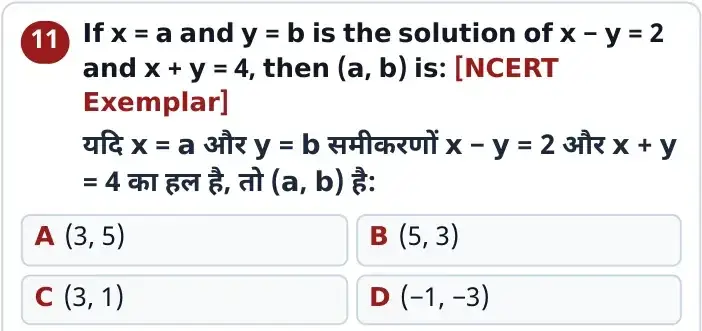 11 If x = a and y = b is the solution of x − y = 2
and x + y = 4, then (a, b) is: [NCERT
Exemplar]
यदि x = a और y = b समीकरणों x − y = 2 और x + y
= 4 का हल है, तो (a, b) है:
A (3, 5)
B (5, 3)
C (3, 1)
D (−1, −3)